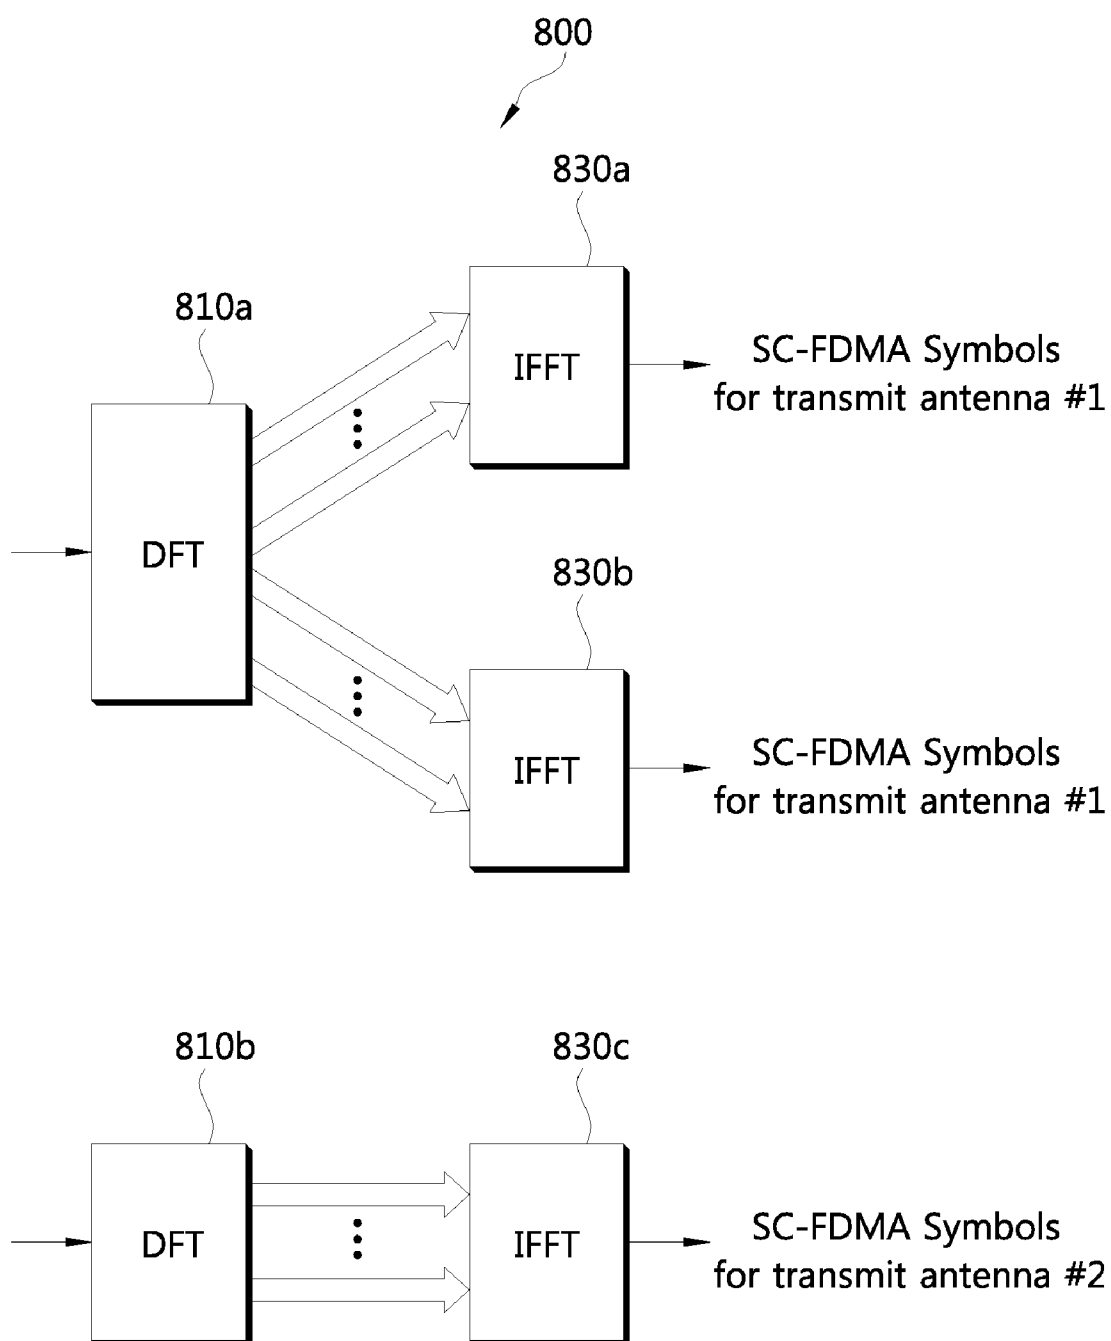 800
830a
810a
IFFT
SC-FDMA Symbols
for transmit antenna #1
DFT
830b
IFFT
SC-FDMA Symbols
for transmit antenna #1
810b
830c
DFT
IFFT
SC-FDMA Symbols
for transmit antenna #2